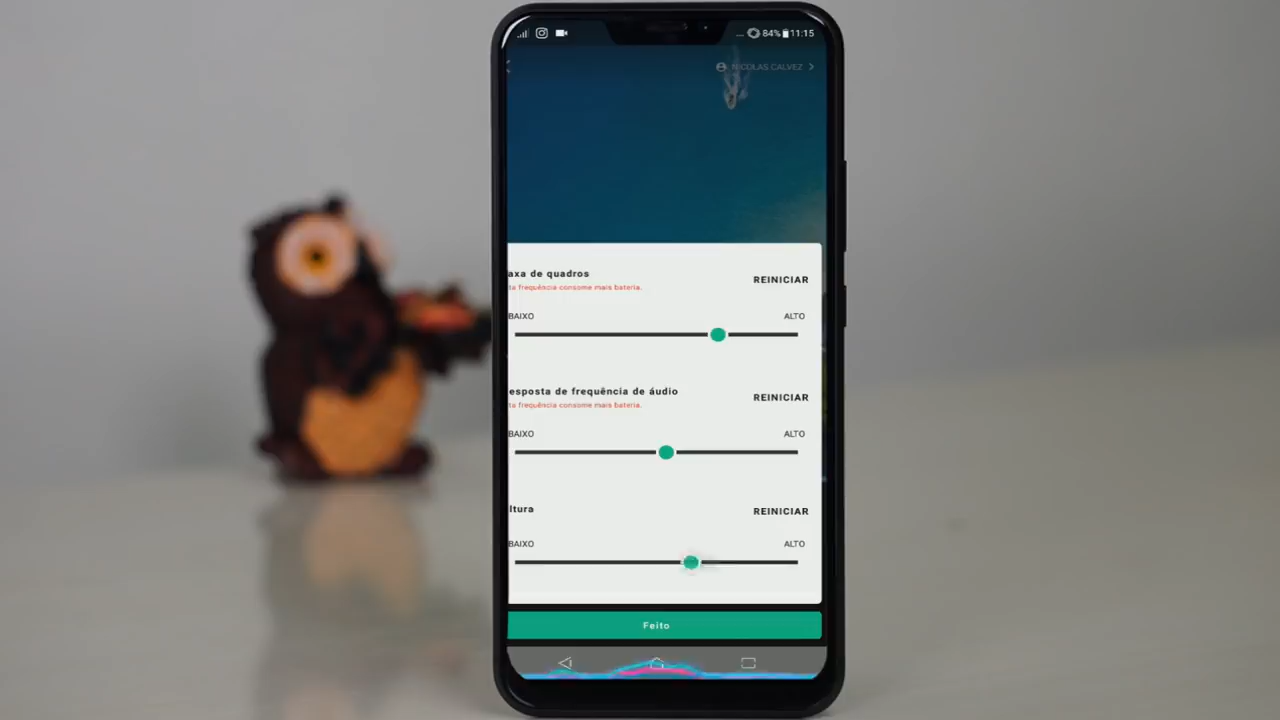 84% 11:15
NICOLAS CALVEZ
axa de quadros
REINICIAR
ta frequência consome mais bateria.
BAIXO
ALTO
esposta de frequência de áudio
REINICIAR
ta frequência consome mais bateria.
BAIXO
ALTO
ltura
REINICIAR
BAIXO
ALTO
Feito